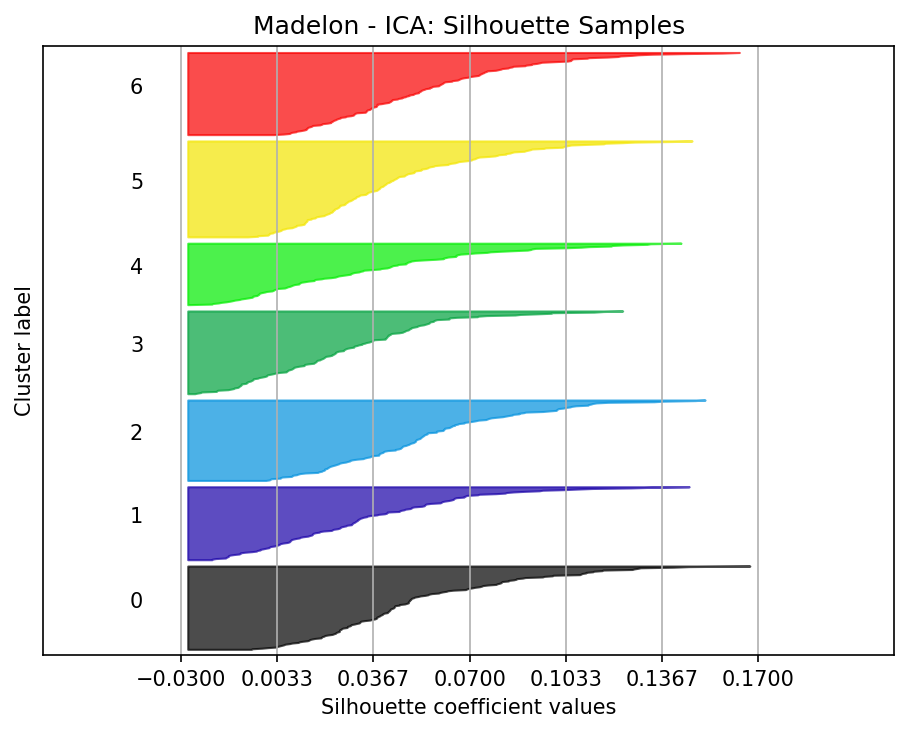 Madelon - ICA: Silhouette Samples
6
5
4
3
2
1
0
Cluster label
−0.0300 0.0033 0.0367 0.0700 0.1033 0.1367 0.1700
Silhouette coefficient values